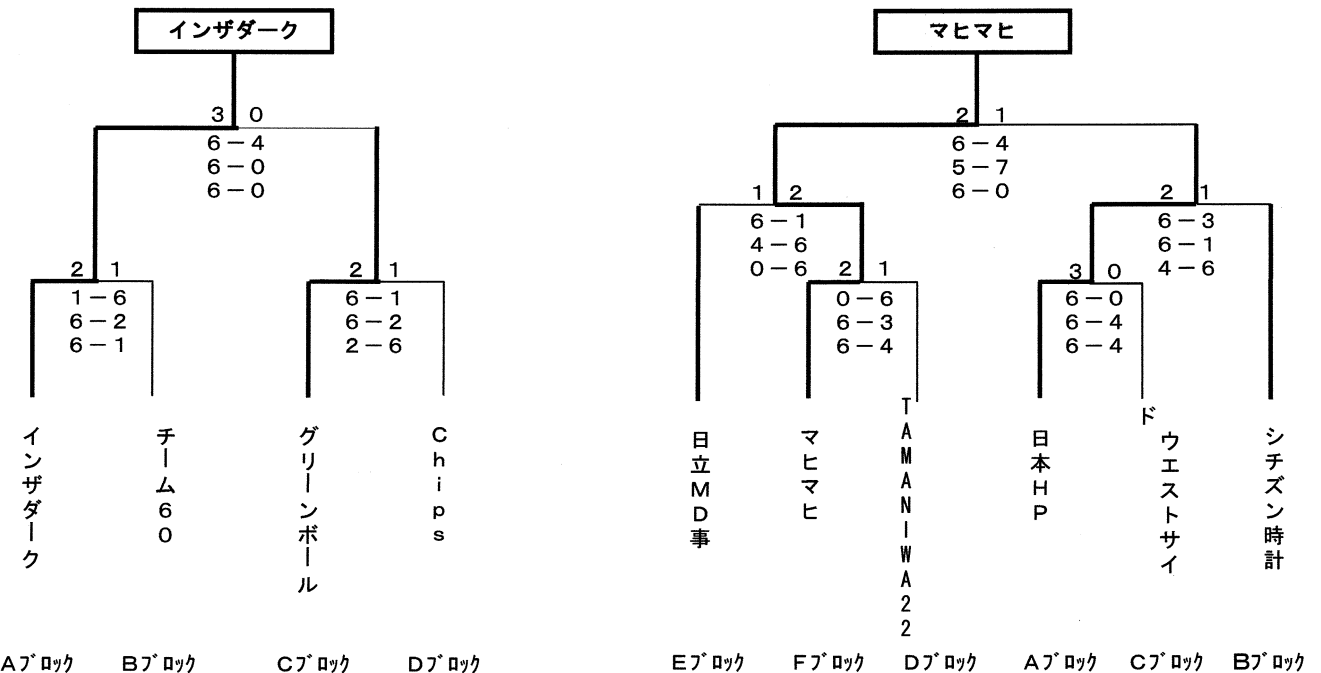 インザダーク
マヒマヒ
3 0
6－4
6－0
6－0
2 1
6－4
5－7
6－0
1 2
6－1
4－6
0－6
2 1
6－3
6－1
4－6
2 1
1－6
6－2
6－1
2 1
6－1
6－2
2－6
2 1
0－6
6－3
6－4
3 0
6－0
6－4
6－4
インザダーク
チーム60
グリーンボール
Chips
日立MD事
マヒマヒ
TAMANIWA22
日本HP
ウエストサイ
ド
シチズン時計
Aﾌﾞﾛｯｸ Bﾌﾞﾛｯｸ Cﾌﾞﾛｯｸ Dﾌﾞﾛｯｸ Eﾌﾞﾛｯｸ Fﾌﾞﾛｯｸ Dﾌﾞﾛｯｸ Aﾌﾞﾛｯｸ Cﾌﾞﾛｯｸ Bﾌﾞﾛｯｸ